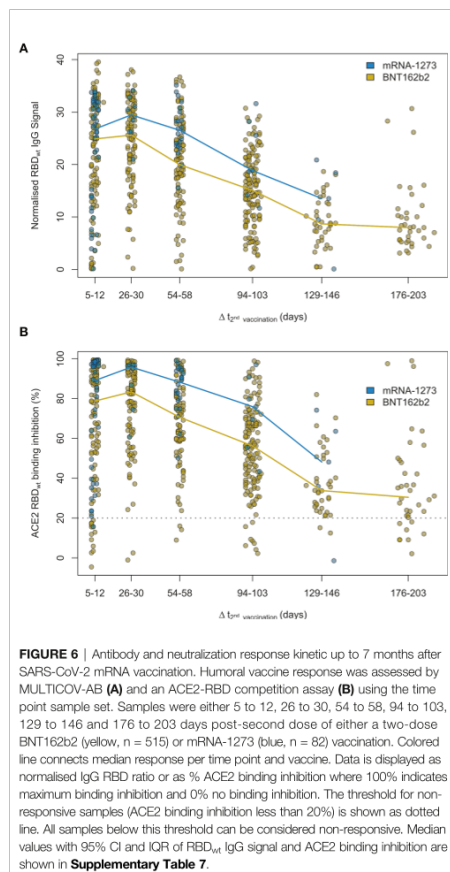 A
mRNA-1273
BNT162b2
Normalised RBDwt IgG Signal
40
30
20
10
0
5-12 26-30 54-58 94-103 129-146 176-203
Δ t2nd vaccination (days)
B
mRNA-1273
BNT162b2
ACE2 RBDwt binding inhibition (%)
100
80
60
40
20
0
5-12 26-30 54-58 94-103 129-146 176-203
Δ t2nd vaccination (days)
FIGURE 6 | Antibody and neutralization response kinetic up to 7 months after
SARS-CoV-2 mRNA vaccination. Humoral vaccine response was assessed by
MULTICOV-AB (A) and an ACE2-RBD competition assay (B) using the time
point sample set. Samples were either 5 to 12, 26 to 30, 54 to 58, 94 to 103,
129 to 146 and 176 to 203 days post-second dose of either a two-dose
BNT162b2 (yellow, n = 515) or mRNA-1273 (blue, n = 82) vaccination. Colored
line connects median response per time point and vaccine. Data is displayed as
normalised IgG RBD ratio or as % ACE2 binding inhibition where 100% indicates
maximum binding inhibition and 0% no binding inhibition. The threshold for non-
responsive samples (ACE2 binding inhibition less than 20%) is shown as dotted
line. All samples below this threshold can be considered non-responsive. Median
values with 95% CI and IQR of RBDwt IgG signal and ACE2 binding inhibition are
shown in Supplementary Table 7.